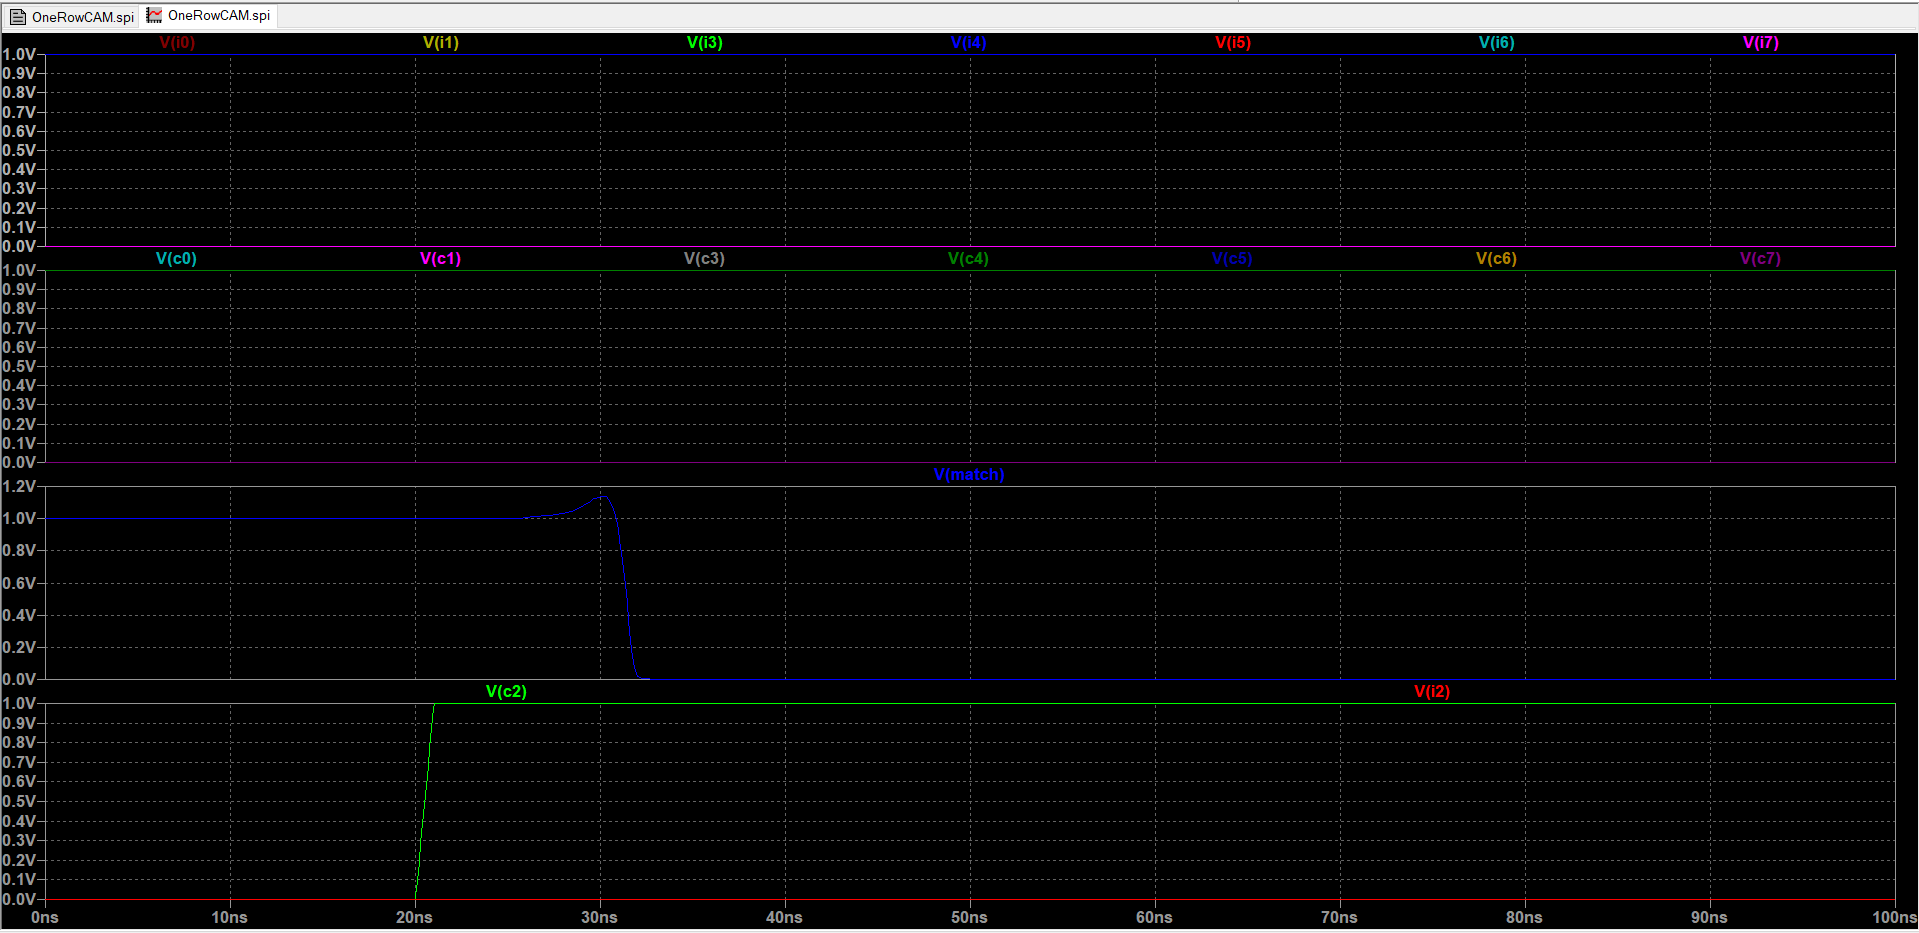 OneRowCAM.spi OneRowCAM.spi
V(i0) V(i1) V(i3) V(i4) V(i5) V(i6) V(i7)
1.0V
0.9V
0.8V
0.7V
0.6V
0.5V
0.4V
0.3V
0.2V
0.1V
0.0V
V(c0) V(c1) V(c3) V(c4) V(c5) V(c6) V(c7)
1.0V
0.9V
0.8V
0.7V
0.6V
0.5V
0.4V
0.3V
0.2V
0.1V
0.0V
V(match)
1.2V
1.0V
0.8V
0.6V
0.4V
0.2V
0.0V
V(c2) V(i2)
1.0V
0.9V
0.8V
0.7V
0.6V
0.5V
0.4V
0.3V
0.2V
0.1V
0.0V
0ns 10ns 20ns 30ns 40ns 50ns 60ns 70ns 80ns 90ns 100ns